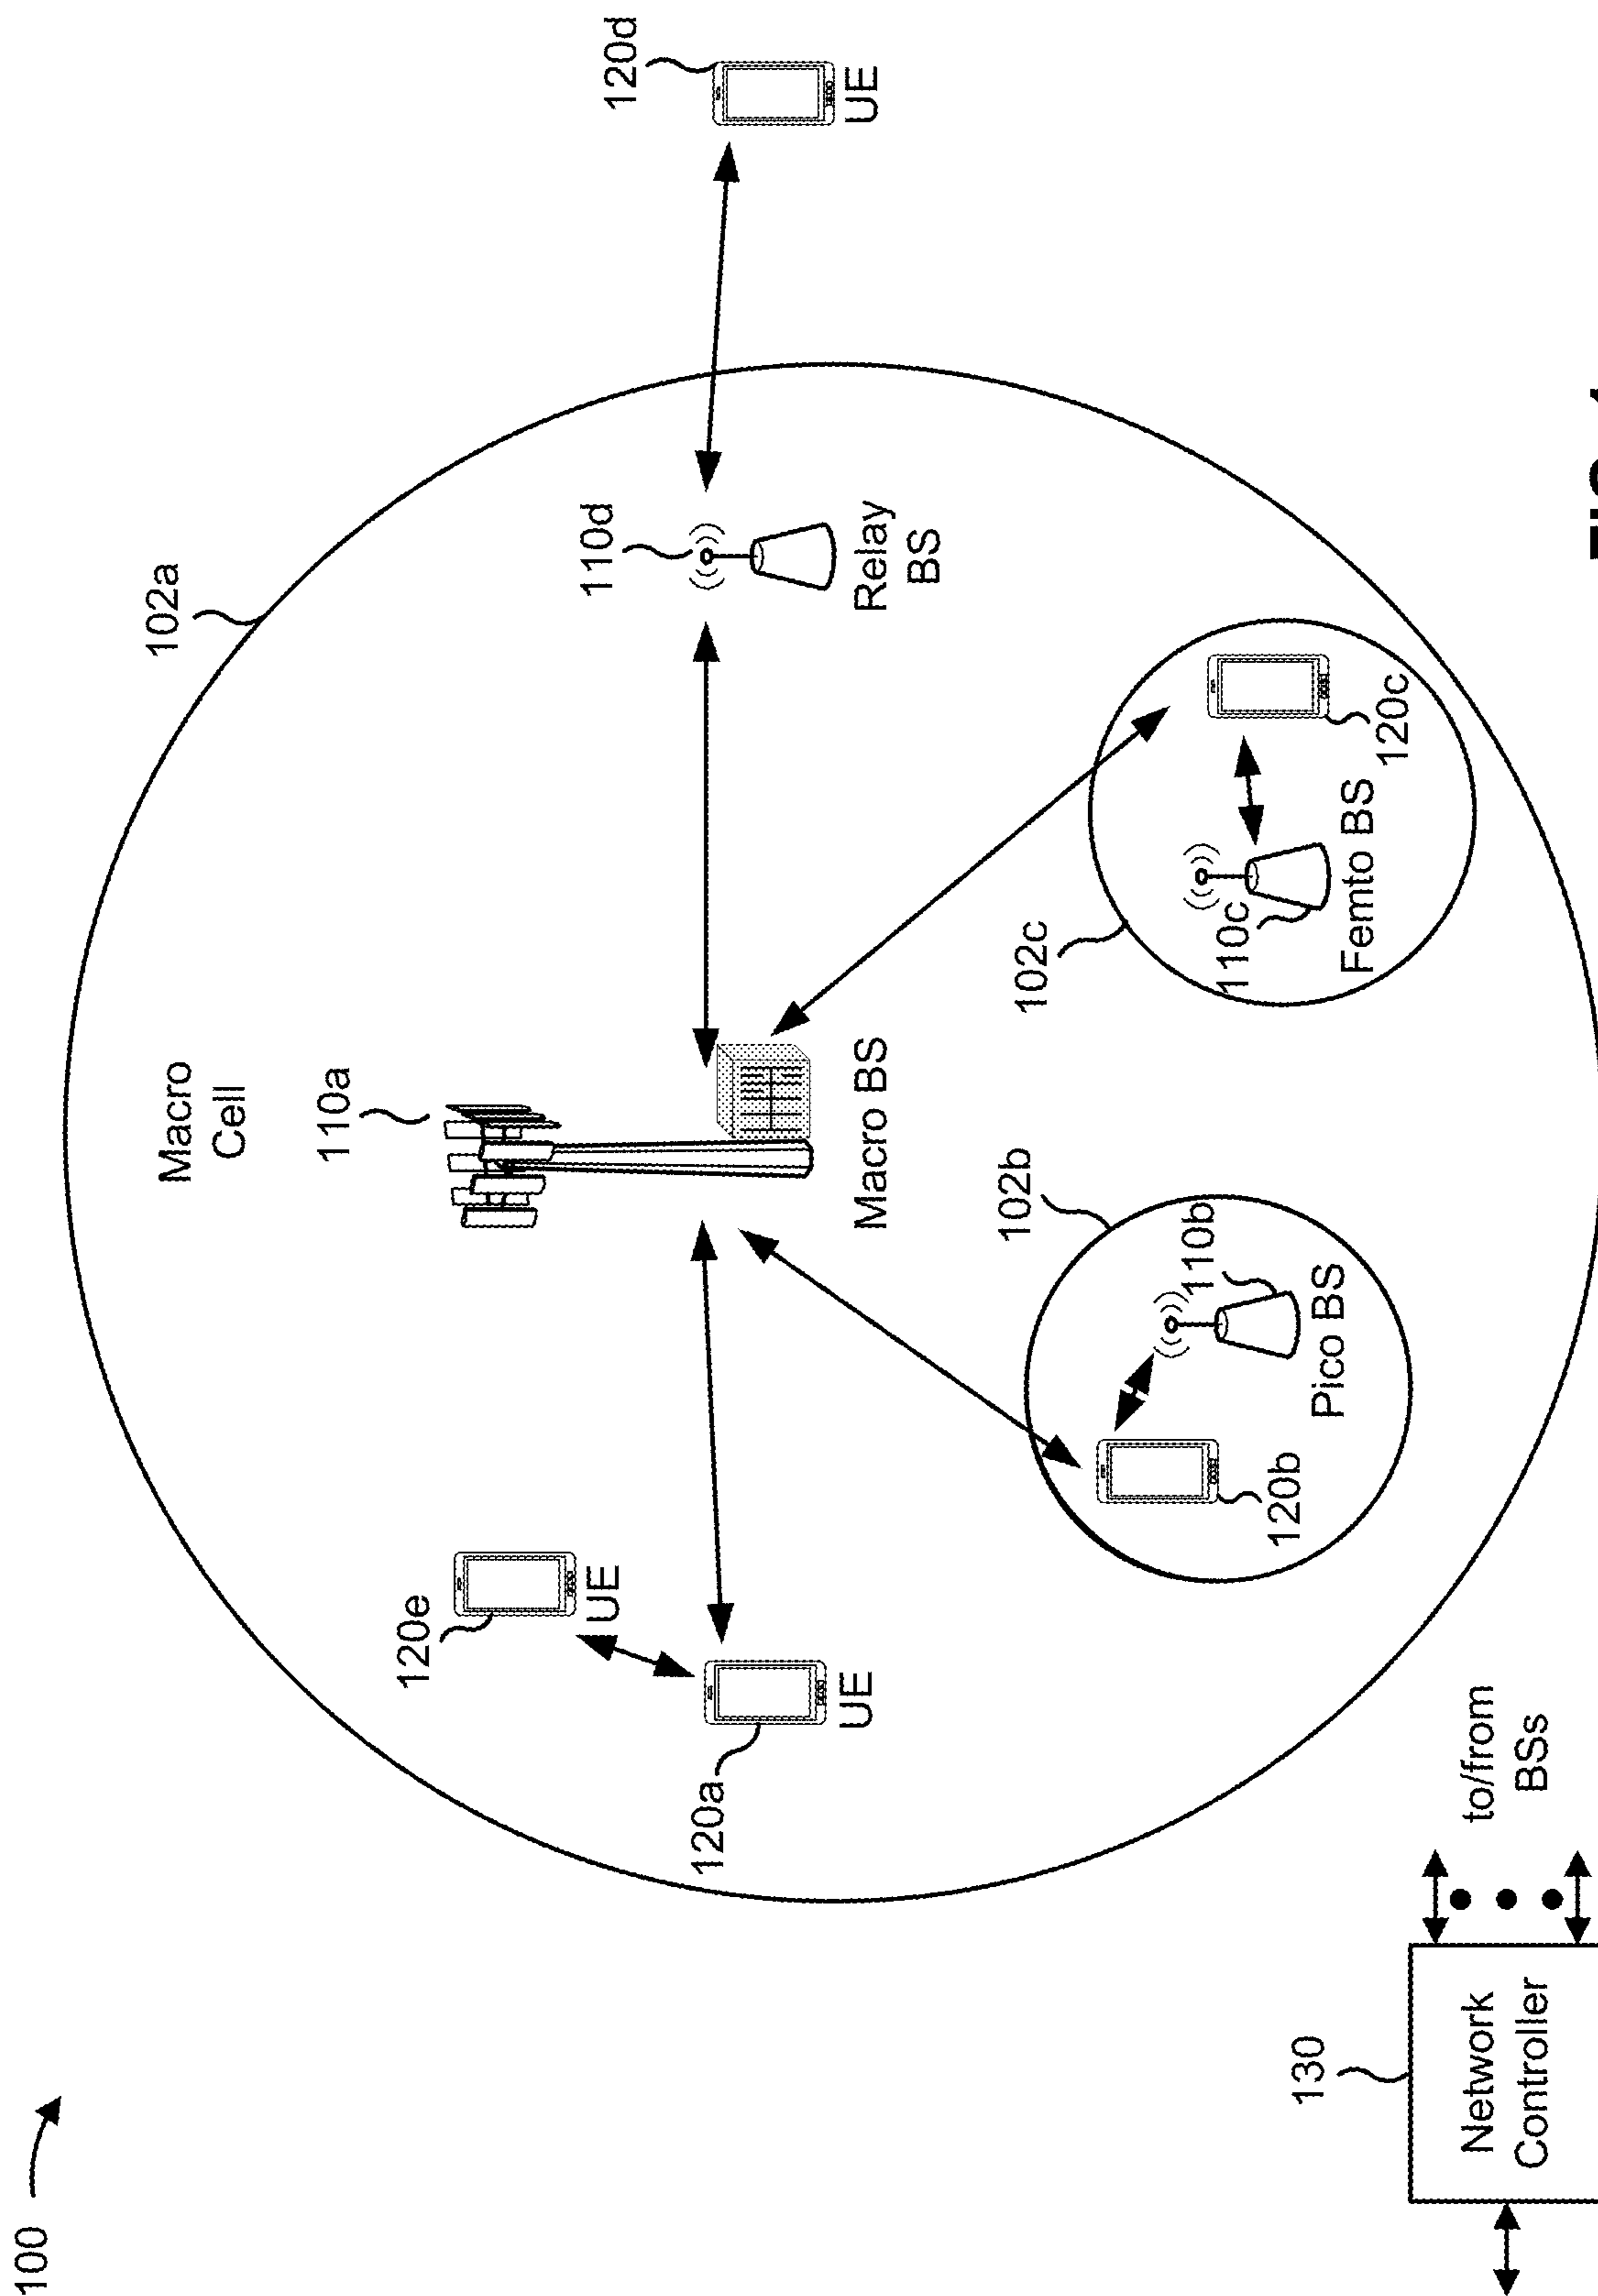 100
102a
Macro
Cell
110a
120e
UE
110d
120d
120a
UE
Macro BS
Relay
BS
UE
102b
102c
110b
110c
120b
Pico BS
Femto BS
120c
130
Network
Controller
to/from
BSs